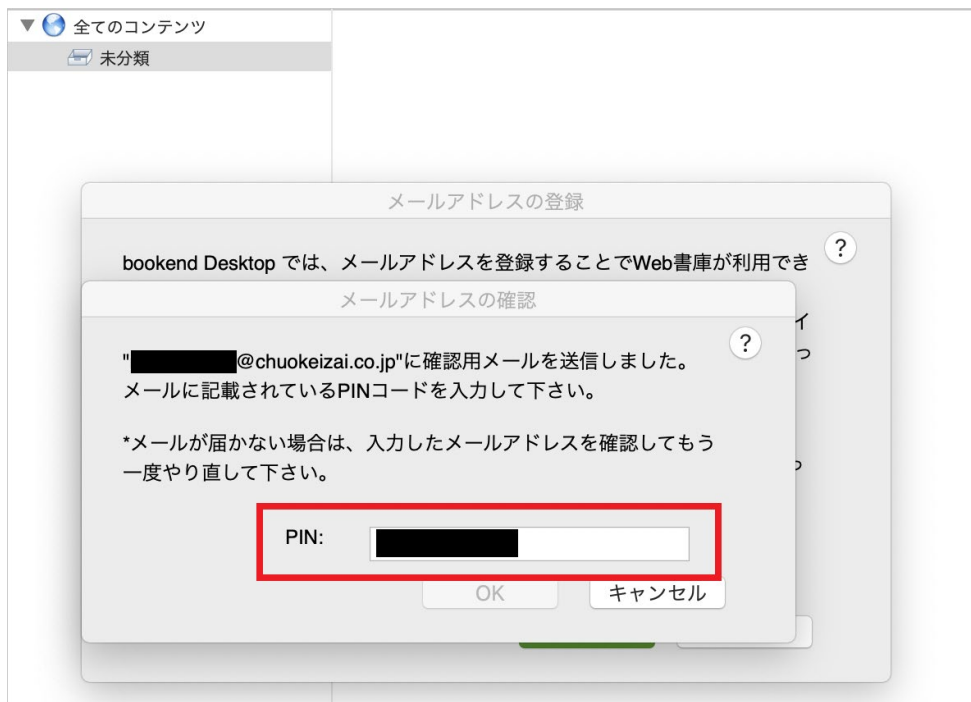 全てのコンテンツ
未分類
メールアドレスの登録
?
bookend Desktop では、メールアドレスを登録することでWeb書庫が利用でき
メールアドレスの確認
イ
?
っ
"@chuokeizai.co.jp"に確認用メールを送信しました。
メールに記載されているPINコードを入力して下さい。
*メールが届かない場合は、入力したメールアドレスを確認してもう
一度やり直して下さい。
PIN:
OK
キャンセル